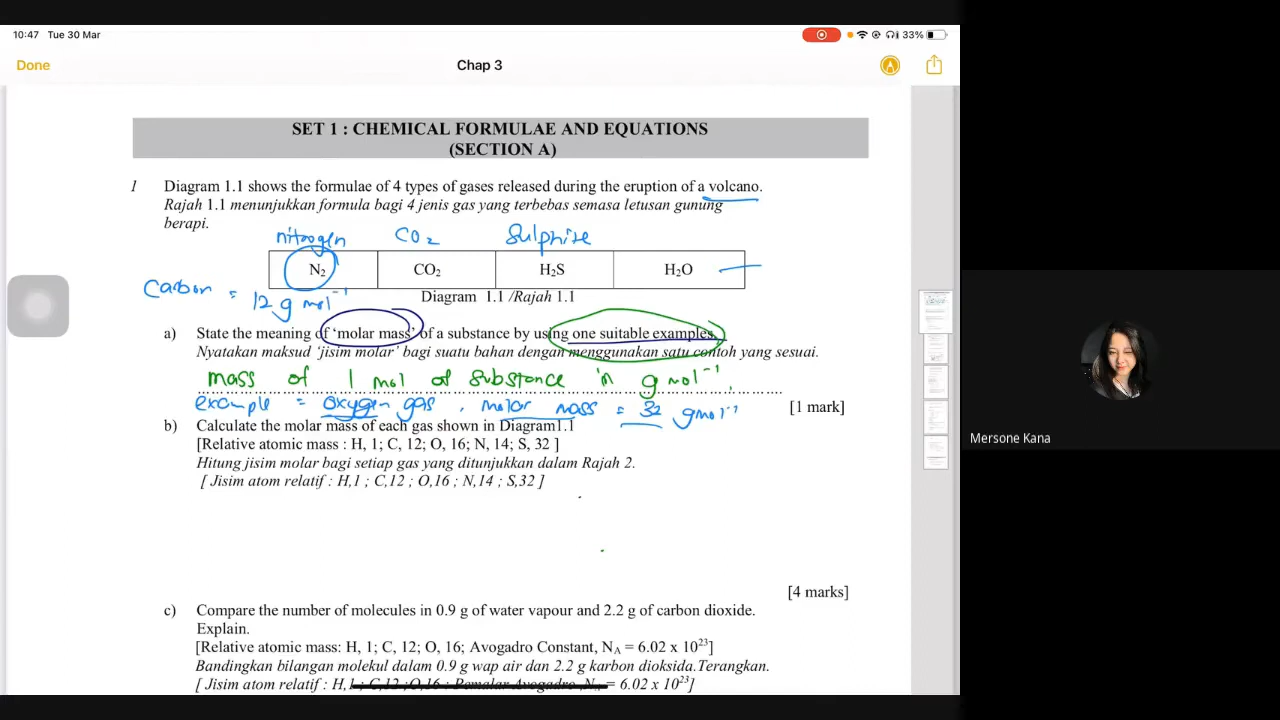 10:47 Tue 30 Mar
33%
Done
Chap 3
SET 1 : CHEMICAL FORMULAE AND EQUATIONS
(SECTION A)
1 Diagram 1.1 shows the formulae of 4 types of gases released during the eruption of a volcano.
Rajah 1.1 menunjukkan formula bagi 4 jenis gas yang terbebas semasa letusan gunung
berapi.
nitrogen CO2 Sulphite
N2 CO2 H2S H2O
Carbon = 12 g mol-1
Diagram 1.1 /Rajah 1.1
a) State the meaning of ‘molar mass’ of a substance by using one suitable examples.
Nyatakan maksud ‘jisim molar’ bagi suatu bahan dengan menggunakan satu contoh yang sesuai.
mass of 1 mol of substance in g mol-1,
example = oxygen gas, molar mass = 32 gmol-1
[1 mark]
b) Calculate the molar mass of each gas shown in Diagram1.1
[Relative atomic mass : H, 1; C, 12; O, 16; N, 14; S, 32 ]
Hitung jisim molar bagi setiap gas yang ditunjukkan dalam Rajah 2.
[ Jisim atom relatif : H,1 ; C,12 ; O,16 ; N,14 ; S,32 ]
[4 marks]
c) Compare the number of molecules in 0.9 g of water vapour and 2.2 g of carbon dioxide.
Explain.
[Relative atomic mass: H, 1; C, 12; O, 16; Avogadro Constant, NA = 6.02 x 10^23]
Bandingkan bilangan molekul dalam 0.9 g wap air dan 2.2 g karbon dioksida.Terangkan.
[ Jisim atom relatif : H,1 ; C,12 ;O,16 ; Pemalar Avogadro ,NA = 6.02 x 10^23]
Mersone Kana